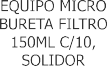 EQUIPO MICRO
BURETA FILTRO
150ML C/10,
SOLIDOR